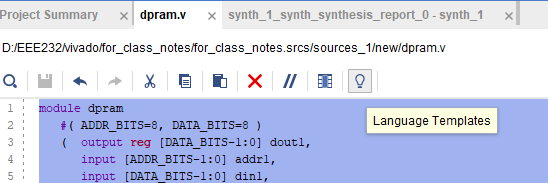 Project Summary × dpram.v × synth_1_synth_synthesis_report_0 - synth_1
D:/EEE232/vivado/for_class_notes/for_class_notes.srcs/sources_1/new/dpram.v
Language Templates
1 module dpram
2 #( ADDR_BITS=8, DATA_BITS=8 )
3 ( output reg [DATA_BITS-1:0] dout1,
4 input [ADDR_BITS-1:0] addr1,
5 input [DATA_BITS-1:0] din1,